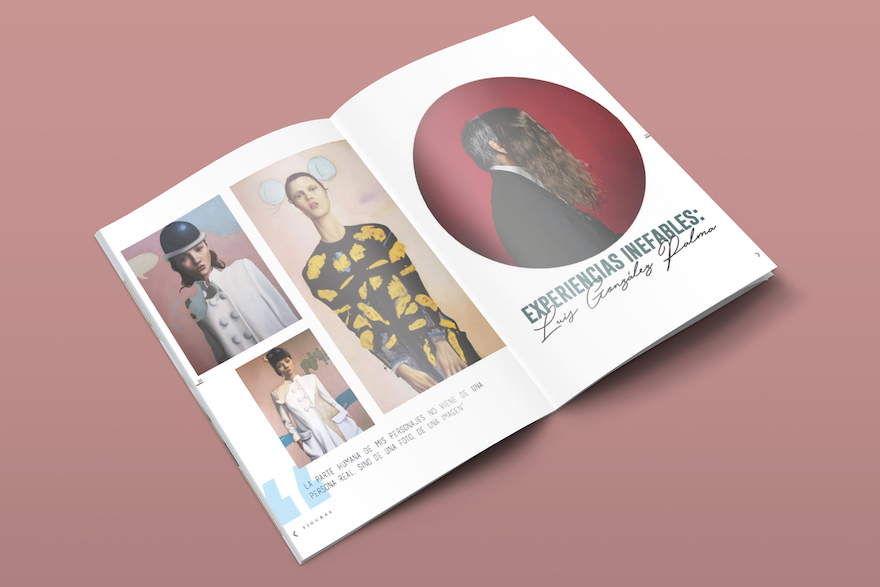 LA PARTE HUMANA DE MIS PERSONAJES NO VIENE DE UNA
PERSONA REAL, SINO DE UNA FOTO, DE UNA IMAGEN"
EXPERIENCIAS INEFABLES:
Luis González Palma